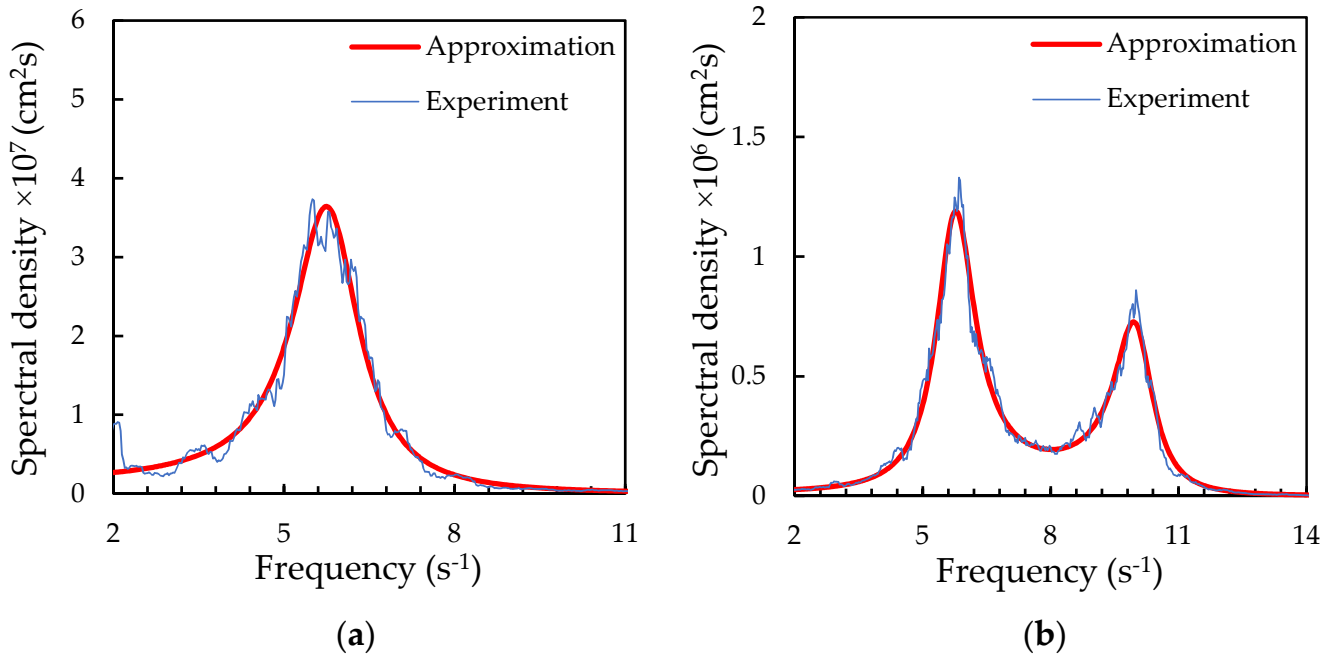 Sperctral density ×10⁷ (cm²s)
6
5
4
3
2
1
0
Approximation
Experiment
2 5 8 11
Frequency (s⁻¹)
(a)
Sperctral density ×10⁶ (cm²s)
2
1.5
1
0.5
0
Approximation
Experiment
2 5 8 11 14
Frequency (s⁻¹)
(b)